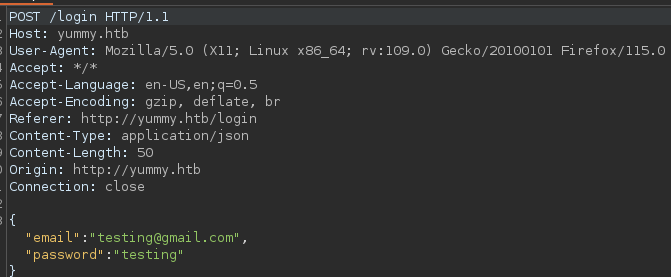 POST /login HTTP/1.1
Host: yummy.htb
User-Agent: Mozilla/5.0 (X11; Linux x86_64; rv:109.0) Gecko/20100101 Firefox/115.0
Accept: */*
Accept-Language: en-US,en;q=0.5
Accept-Encoding: gzip, deflate, br
Referer: http://yummy.htb/login
Content-Type: application/json
Content-Length: 50
Origin: http://yummy.htb
Connection: close
{
"email":"testing@gmail.com",
"password":"testing"
}